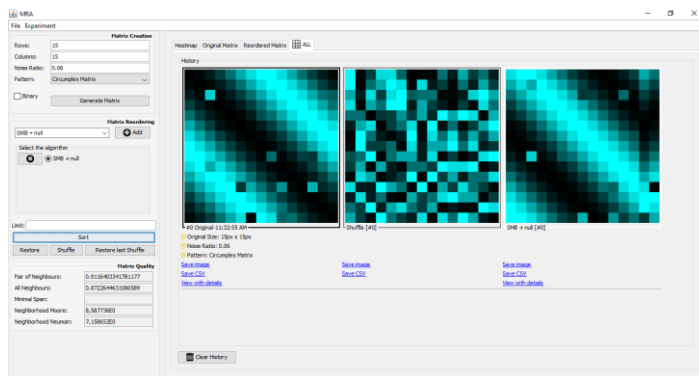 MRA
File Experiment
Matrix Creation
Rows: 15
Columns: 15
Noise Ratio: 0.06
Pattern: Circumplex Matrix
Binary
Generate Matrix
Matrix Reordering
SMB + null
Add
Select the algorithm
SMB + null
Limit:
Sort
Restore Shuffle Restore last Shuffle
Matrix Quality
Pair of Neighbours: 0.9116403341781177
All Neighbours: 0.8722644631086589
Minimal Span:
Neighborhood Moore: 8,587736E0
Neighborhood Neuman: 7,158652E0
Heatmap Original Matrix Reordered Matrix ALL
History
#0 Original-11:32:55 AM
Shuffle [#0]
SMB + null [#0]
Original Size: 15px x 15px
Noise Ratio: 0.06
Pattern: Circumplex Matrix
Save image Save image Save image
Save CSV Save CSV Save CSV
View with details View with details
Clear History